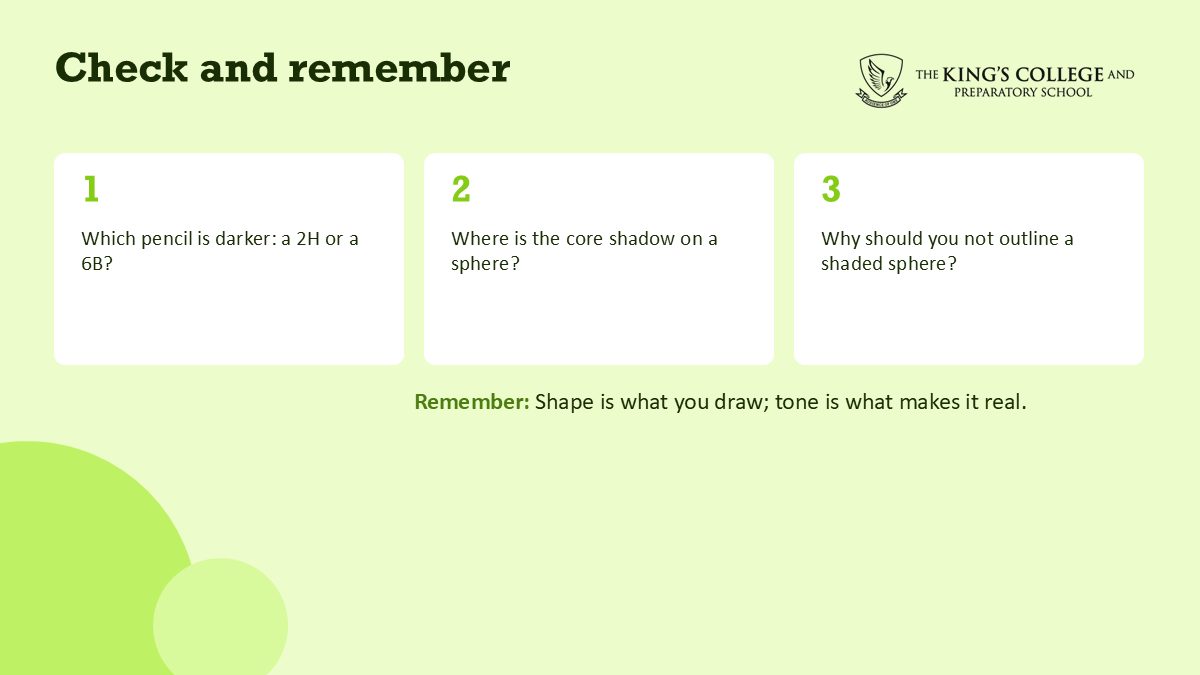 Check and remember
THE KING'S COLLEGE AND
PREPARATORY SCHOOL
1
Which pencil is darker: a 2H or a
6B?
2
Where is the core shadow on a
sphere?
3
Why should you not outline a
shaded sphere?
Remember: Shape is what you draw; tone is what makes it real.